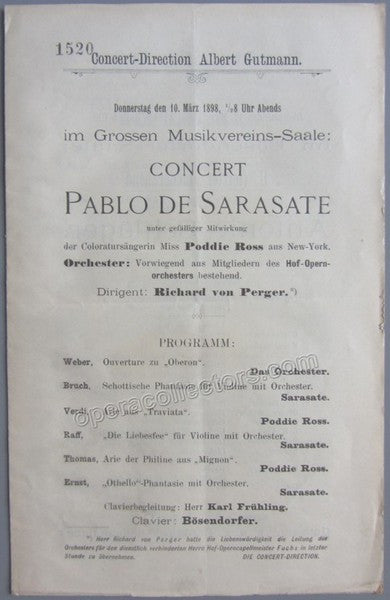 1520
Concert-Direction Albert Gutmann.
Donnerstag den 10. März 1898, ½8 Uhr Abends
im Grossen Musikvereins-Saale:
CONCERT
PABLO DE SARASATE
unter gefälliger Mitwirkung
der Coloratursängerin Miss Poddie Ross aus New-York.
Orchester: Vorwiegend aus Mitgliedern des Hof-Opern-
orchesters bestehend.
Dirigent: Richard von Perger.*)
PROGRAMM:
Weber, Ouverture zu „Oberon“.
Das Orchester.
Bruch, Schottische Phantasie für Violine mit Orchester.
Sarasate.
Verdi, Arie aus „Traviata“.
Poddie Ross.
Raff, „Die Liebesfee“ für Violine mit Orchester.
Sarasate.
Thomas, Arie der Philine aus „Mignon“.
Poddie Ross.
Ernst, „Othello“-Phantasie mit Orchester.
Sarasate.
Clavierbegleitung: Herr Karl Frühling.
Clavier: Bösendorfer.
*) Herr Richard von Perger hatte die Liebenswürdigkeit die Leitung des
Orchesters für den dienstlich verhinderten Herrn Hof-Operncapellmeister Fuchs in letzter
Stunde zu übernehmen. DIE CONCERT-DIRECTION.
operacollectors.com